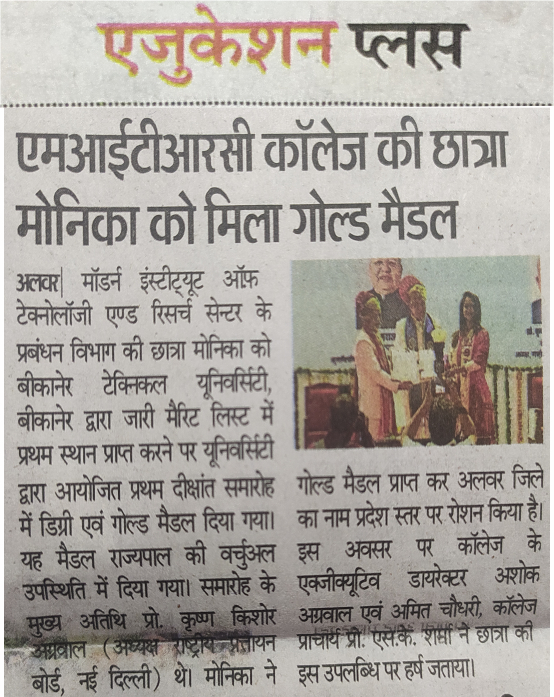 एजुकेशन प्लस
एमआईटीआरसी कॉलेज की छात्रा
मोनिका को मिला गोल्ड मैडल
अलवर| मॉडर्न इंस्टीट्यूट ऑफ
टेक्नोलॉजी एण्ड रिसर्च सेन्टर के
प्रबंधन विभाग की छात्रा मोनिका को
बीकानेर टेक्निकल यूनिवर्सिटी,
बीकानेर द्वारा जारी मैरिट लिस्ट में
प्रथम स्थान प्राप्त करने पर यूनिवर्सिटी
द्वारा आयोजित प्रथम दीक्षांत समारोह
में डिग्री एवं गोल्ड मैडल दिया गया।
यह मैडल राज्यपाल की वर्चुअल
उपस्थिति में दिया गया। समारोह के
मुख्य अतिथि प्रो. कृष्ण किशोर
अग्रवाल (अध्यक्ष राष्ट्रीय प्रत्यायन
बोर्ड, नई दिल्ली) थे। मोनिका ने
गोल्ड मैडल प्राप्त कर अलवर जिले
का नाम प्रदेश स्तर पर रोशन किया है।
इस अवसर पर कॉलेज के
एक्जीक्यूटिव डायरेक्टर अशोक
अग्रवाल एवं अमित चौधरी, कॉलेज
प्राचार्य प्रो. एस.के. शर्मा ने छात्रा की
इस उपलब्धि पर हर्ष जताया।